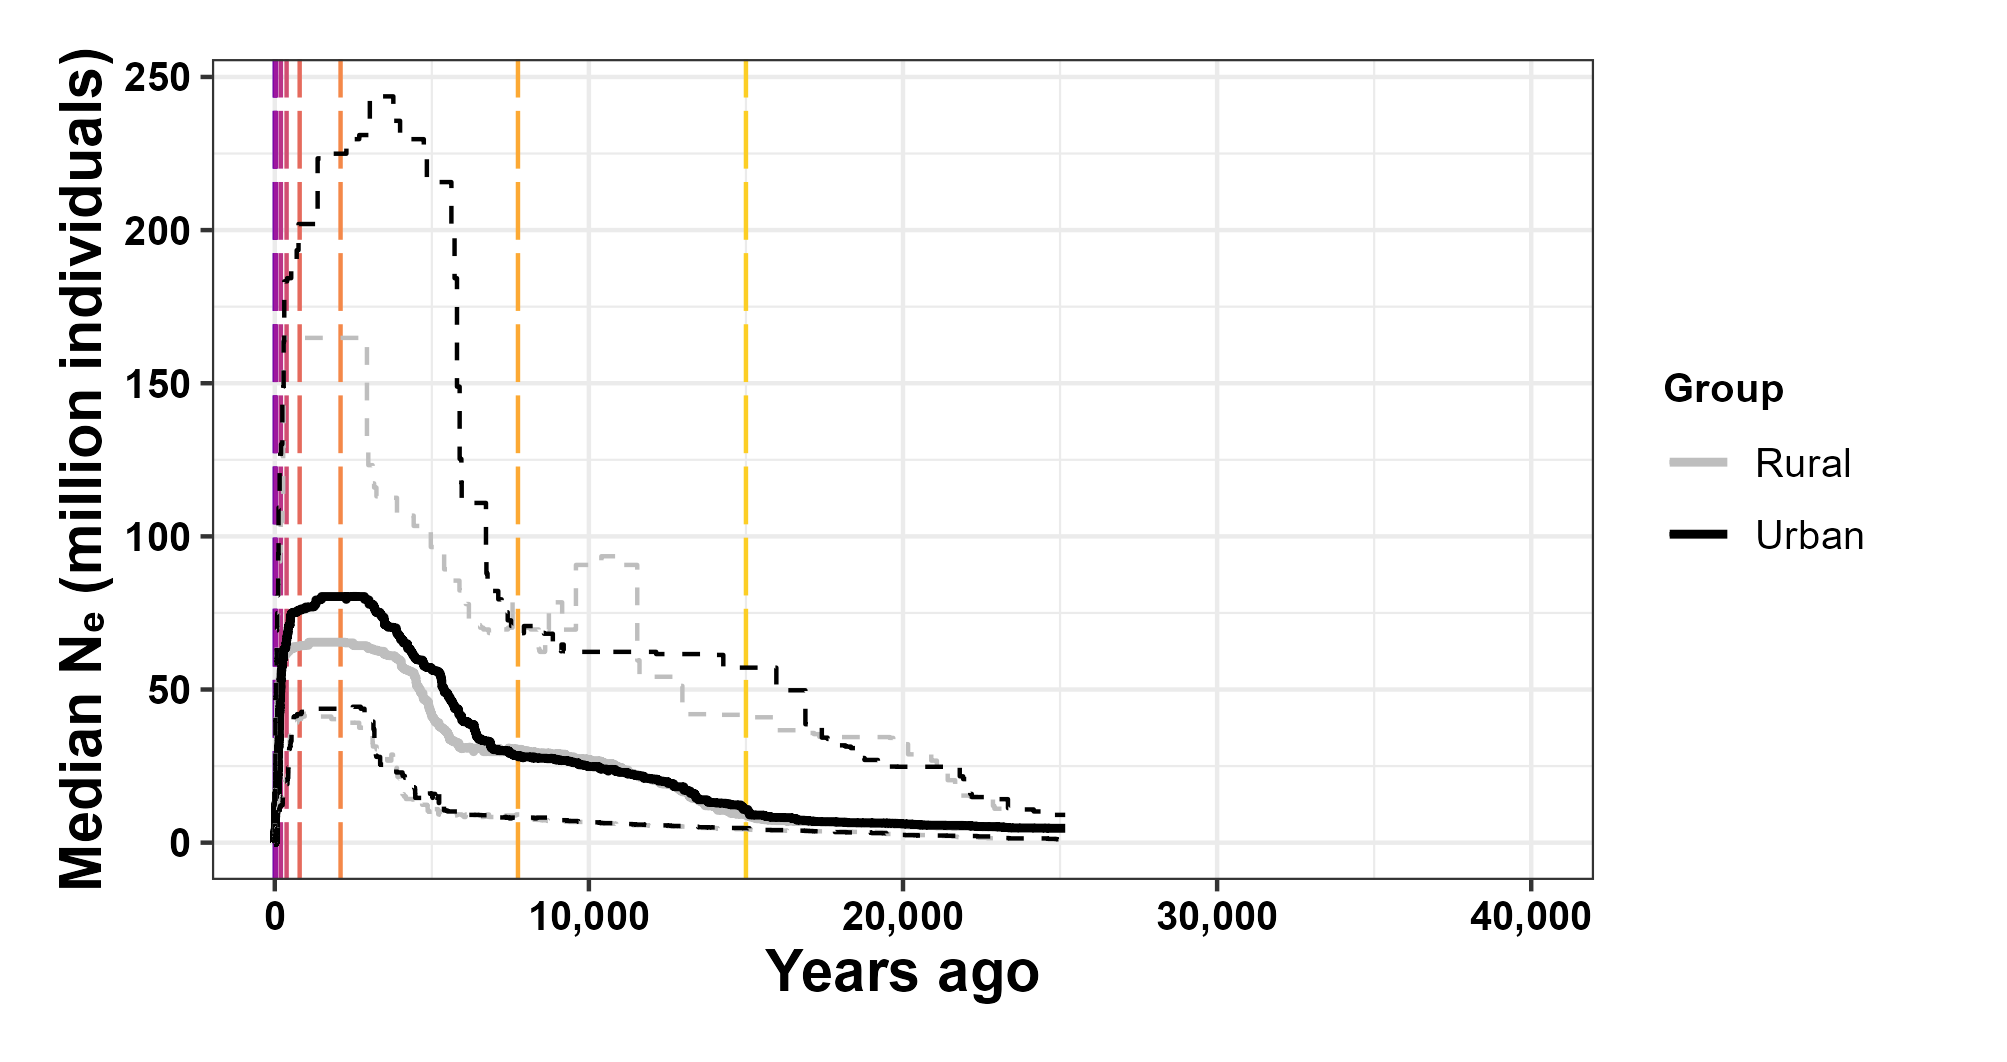 Median Ne (million individuals)
250
200
150
100
50
0
0 10,000 20,000 30,000 40,000
Years ago
Group
Rural
Urban